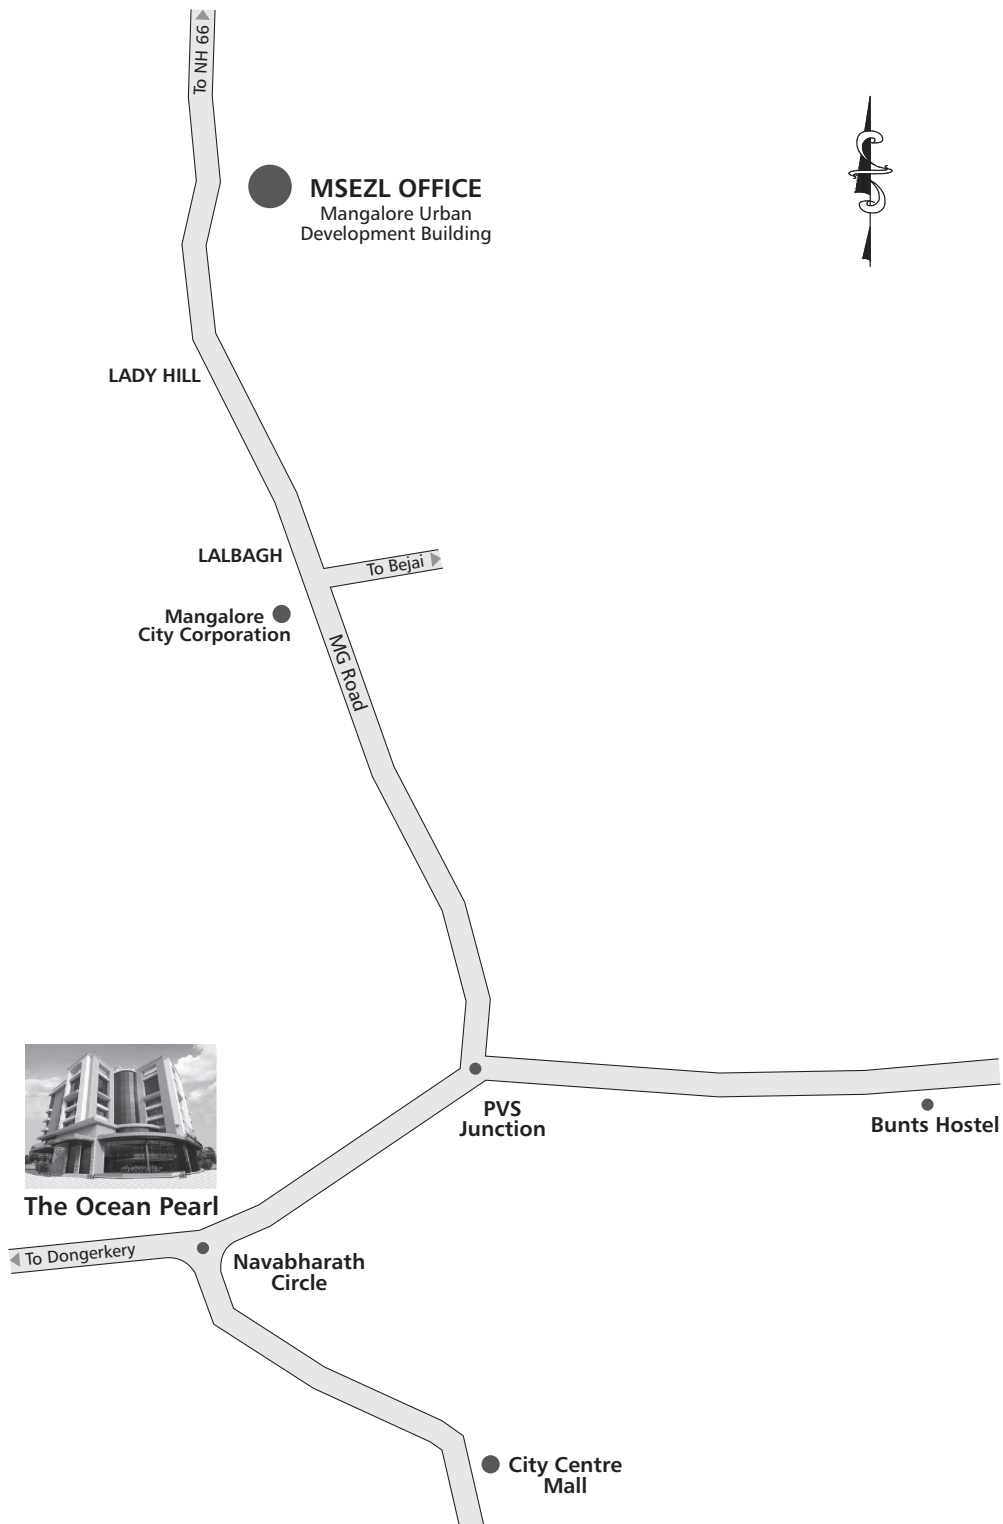 To NH 66
MSEZL OFFICE
Mangalore Urban
Development Building
LADY HILL
LALBAGH
To Bejai
Mangalore
City Corporation
MG Road
PVS
Junction
Bunts Hostel
The Ocean Pearl
To Dongerkery
Navabharath
Circle
City Centre
Mall